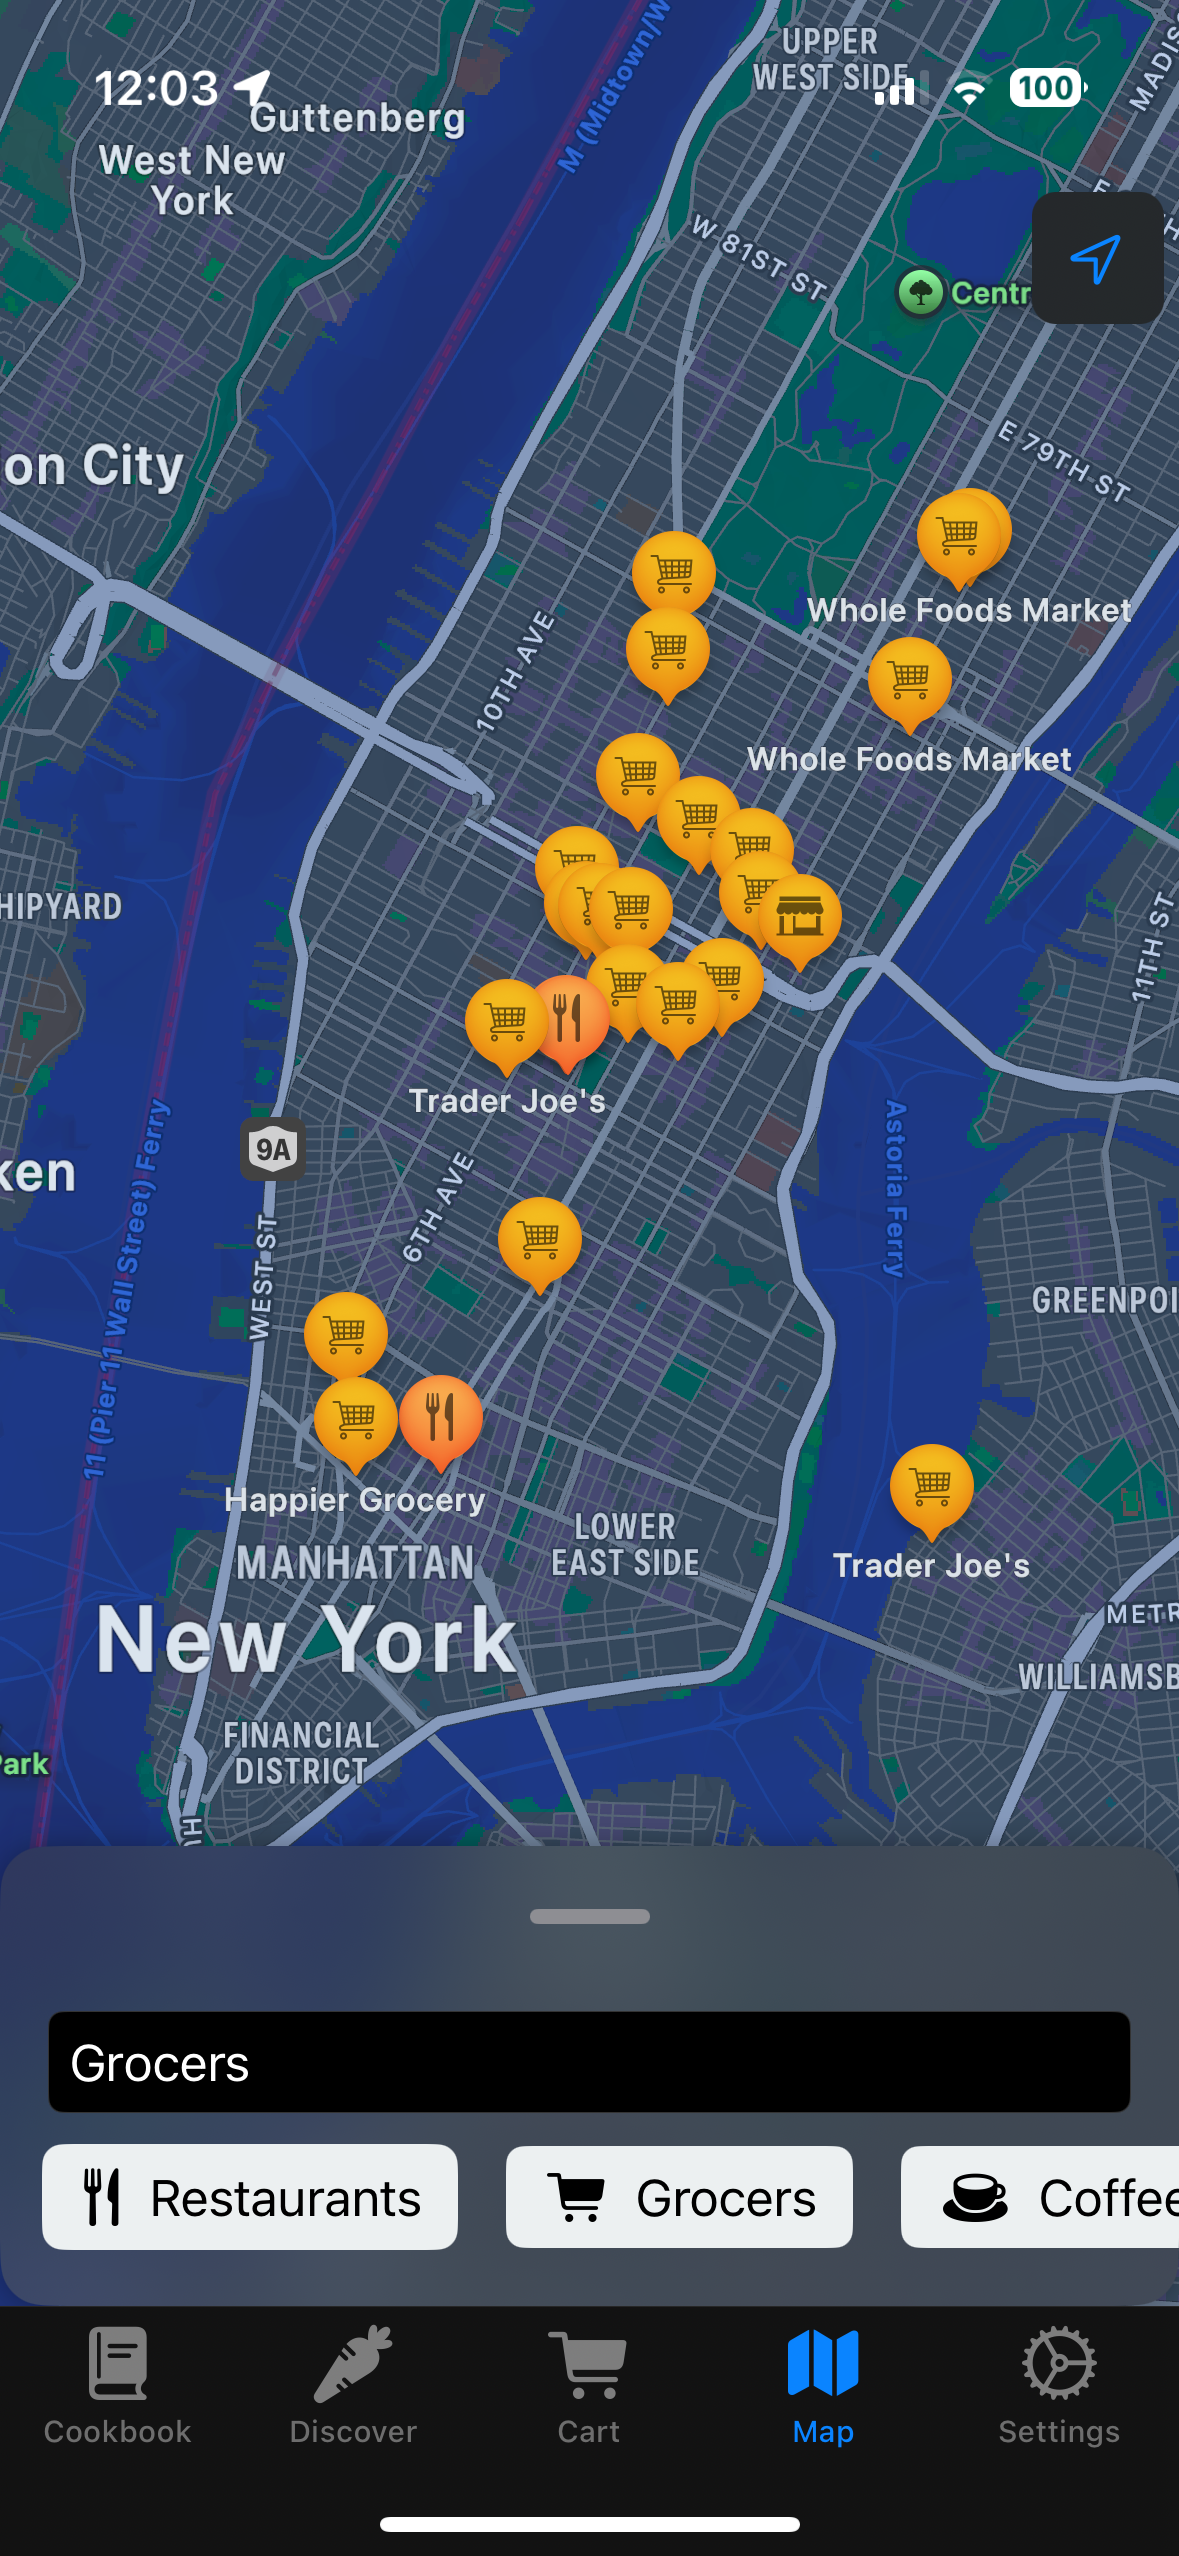 12:03
100
UPPER
WEST SIDE
Guttenberg
West New
York
M (Midtown/W
MADIS
W 81ST ST
Centr
on City
E 79TH ST
10TH AVE
Whole Foods Market
Whole Foods Market
HIPYARD
11TH ST
Trader Joe's
9A
6TH AVE
WEST ST
11 (Pier 11 Wall Street) Ferry
Astoria Ferry
ken
GREENPOI
Happier Grocery
MANHATTAN
LOWER
EAST SIDE
Trader Joe's
New York
METR
WILLIAMSB
FINANCIAL
DISTRICT
Park
HU
Grocers
Restaurants
Grocers
Coffee
Cookbook
Discover
Cart
Map
Settings